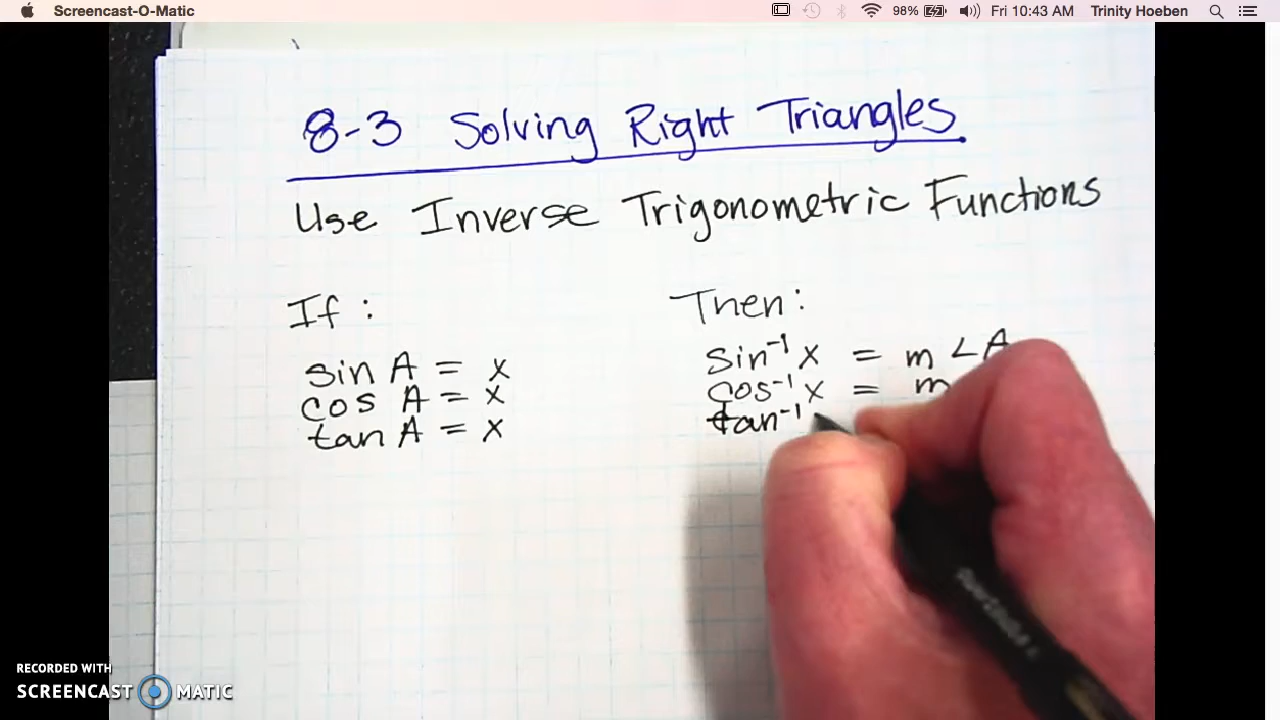 Screencast-O-Matic
98% Fri 10:43 AM Trinity Hoeben
8-3 Solving Right Triangles
Use Inverse Trigonometric Functions
If :
Then :
sin A = x
sin⁻¹ x = m ∠A
cos A = x
cos⁻¹ x = m
tan A = x
tan⁻¹
RECORDED WITH
SCREENCAST MATIC